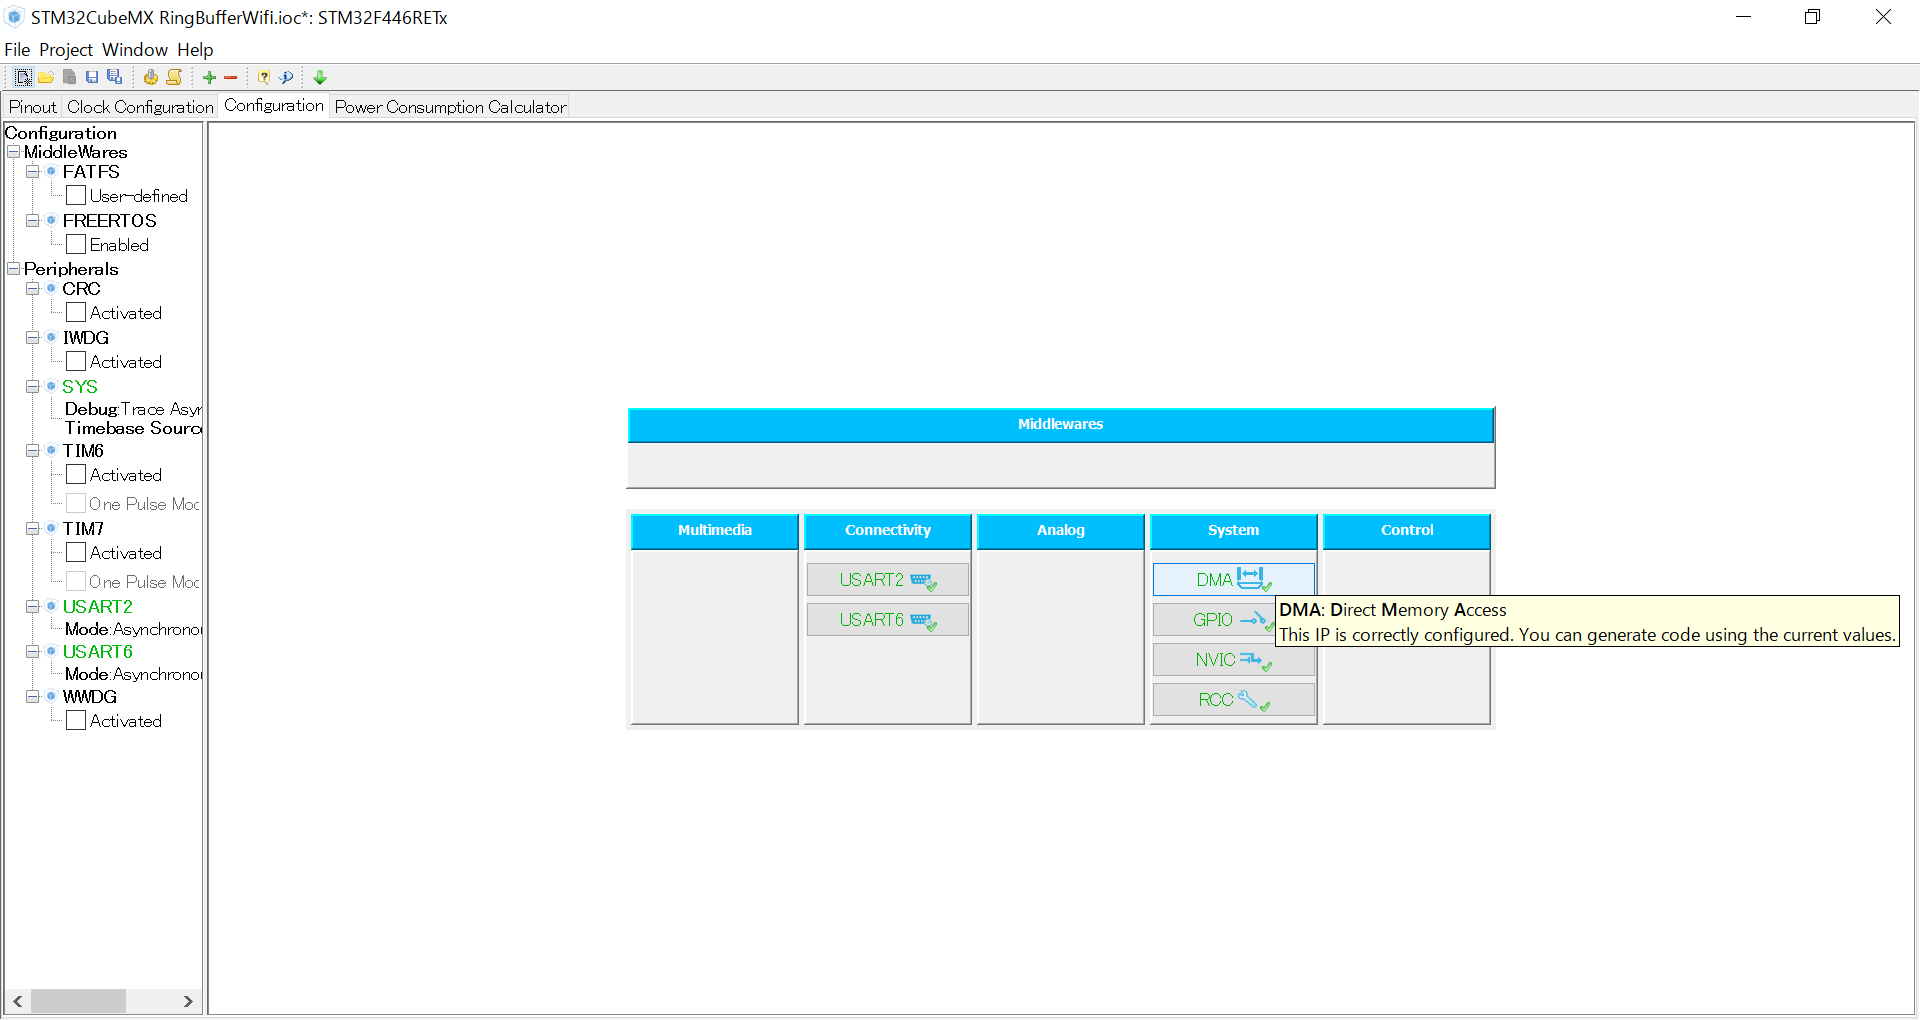 STM32CubeMX RingBufferWifi.ioc*: STM32F446RETx
File Project Window Help
Pinout Clock Configuration Configuration Power Consumption Calculator
Configuration
MiddleWares
FATFS
User-defined
FREERTOS
Enabled
Peripherals
CRC
Activated
IWDG
Activated
SYS
Debug:Trace Asyr
Timebase Source
TIM6
Activated
One Pulse Moc
TIM7
Activated
One Pulse Moc
USART2
Mode:Asynchrono
USART6
Mode:Asynchrono
WWDG
Activated
Middlewares
Multimedia Connectivity Analog System Control
USART2 DMA
USART6 GPIO
NVIC
RCC
DMA: Direct Memory Access
This IP is correctly configured. You can generate code using the current values.